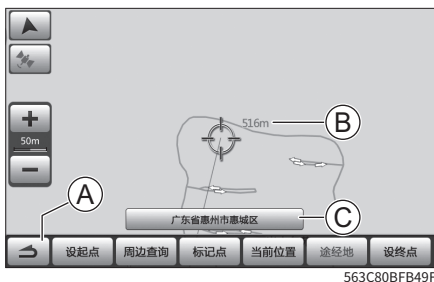 516m
B
50m
A
广东省惠州市惠城区
C
设起点 周边查询 标记点 当前位置 途经地 设终点
563C80BFB49F